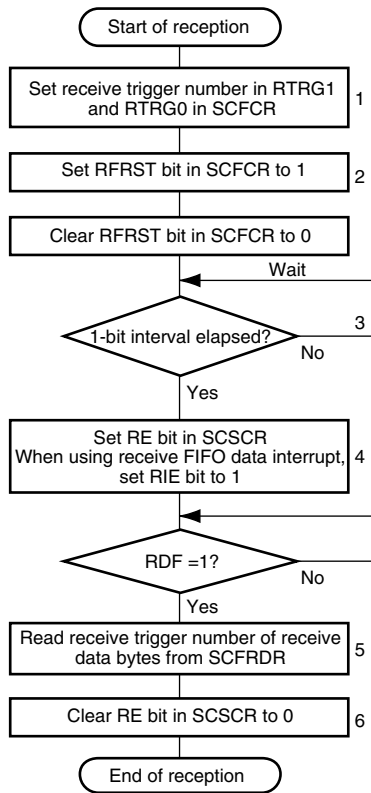 Start of reception
Set receive trigger number in RTRG1
and RTRG0 in SCFCR
1
Set RFRST bit in SCFCR to 1
2
Clear RFRST bit in SCFCR to 0
Wait
1-bit interval elapsed?
3
No
Yes
Set RE bit in SCSCR
When using receive FIFO data interrupt,
set RIE bit to 1
4
RDF =1?
No
Yes
Read receive trigger number of receive
data bytes from SCFRDR
5
Clear RE bit in SCSCR to 0
6
End of reception